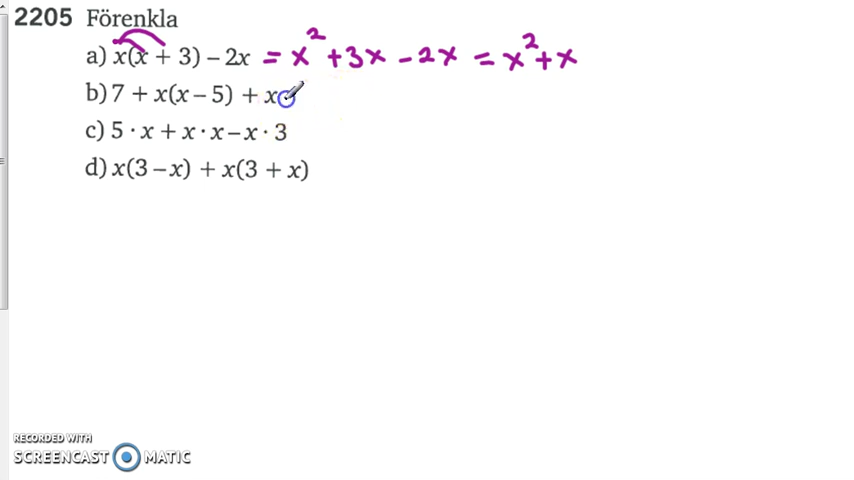 2205 Förenkla
a) x(x + 3) – 2x = x² + 3x - 2x = x² + x
b) 7 + x(x – 5) + x
c) 5 · x + x · x – x · 3
d) x(3 – x) + x(3 + x)
RECORDED WITH
SCREENCAST MATIC